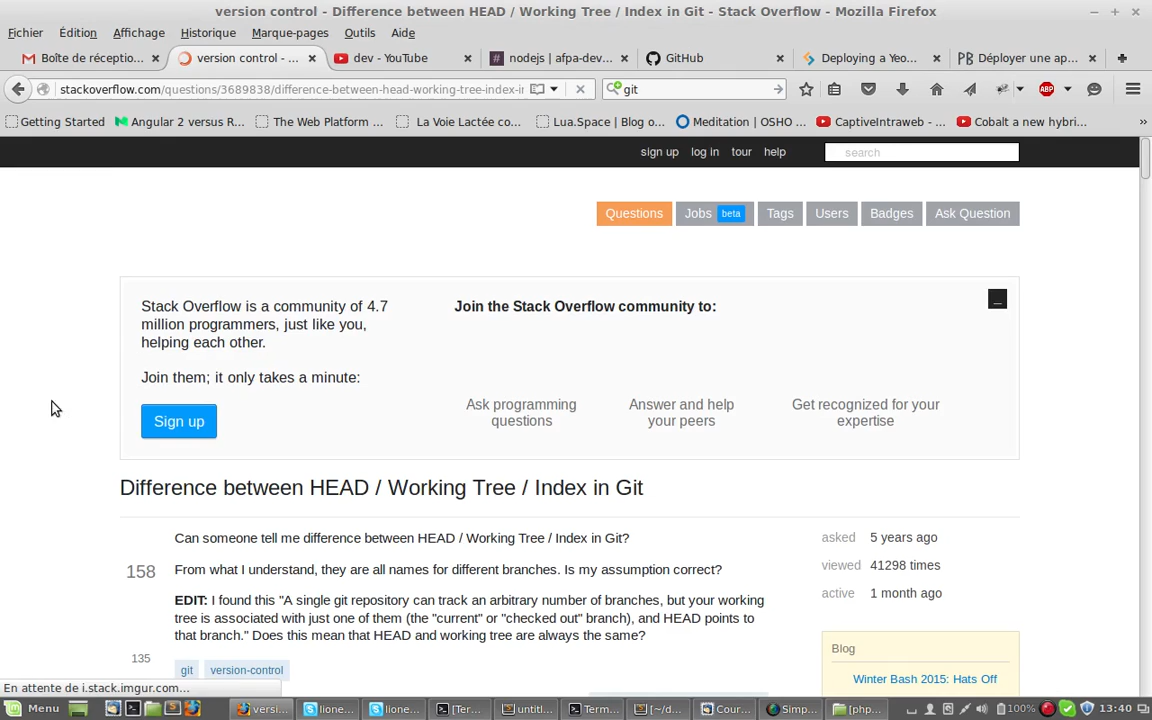 version control - Difference between HEAD / Working Tree / Index in Git - Stack Overflow - Mozilla Firefox
Fichier Édition Affichage Historique Marque-pages Outils Aide
Boîte de réceptio... version control - ... dev - YouTube nodejs | afpa-dev... GitHub Deploying a Yeo... Déployer une ap...
stackoverflow.com/questions/3689838/difference-between-head-working-tree-index-i git ABP
Getting Started Angular 2 versus R... The Web Platform ... La Voie Lactée co... Lua.Space | Blog o... Meditation | OSHO ... CaptiveIntraweb - ... Cobalt a new hybri...
sign up log in tour help search
Questions Jobs beta Tags Users Badges Ask Question
Stack Overflow is a community of 4.7
million programmers, just like you,
helping each other.
Join them; it only takes a minute:
Sign up
Join the Stack Overflow community to:
Ask programming
questions
Answer and help
your peers
Get recognized for your
expertise
Difference between HEAD / Working Tree / Index in Git
158
Can someone tell me difference between HEAD / Working Tree / Index in Git?
From what I understand, they are all names for different branches. Is my assumption correct?
EDIT: I found this "A single git repository can track an arbitrary number of branches, but your working
tree is associated with just one of them (the "current" or "checked out" branch), and HEAD points to
that branch." Does this mean that HEAD and working tree are always the same?
135
git version-control
asked 5 years ago
viewed 41298 times
active 1 month ago
Blog
Winter Bash 2015: Hats Off
En attente de i.stack.imgur.com...
Menu versi... lione... lione... [Ter... untitl... Term... [~/d... Cour... Simp... [php... 100% 13:40